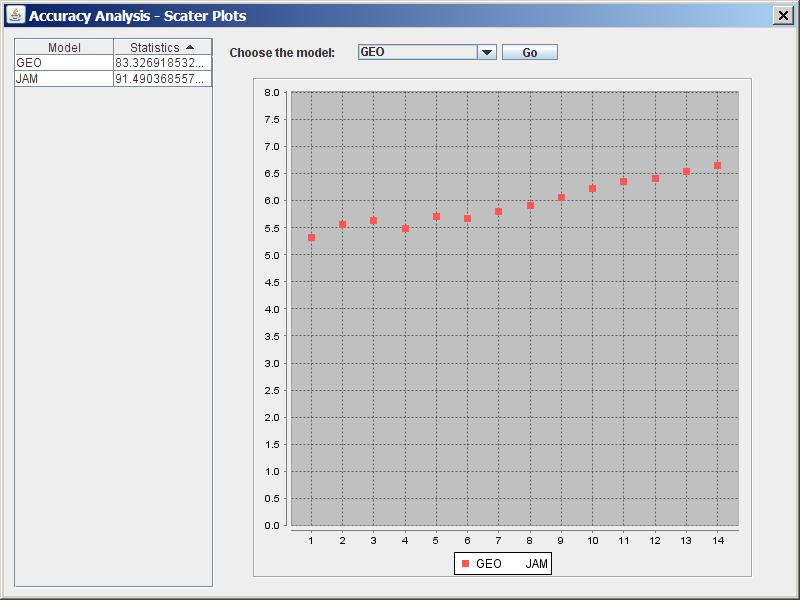 Accuracy Analysis - Scater Plots
Model Statistics
GEO 83.326918532...
JAM 91.490368557...
Choose the model: GEO Go
8.0
7.5
7.0
6.5
6.0
5.5
5.0
4.5
4.0
3.5
3.0
2.5
2.0
1.5
1.0
0.5
0.0
1 2 3 4 5 6 7 8 9 10 11 12 13 14
GEO JAM